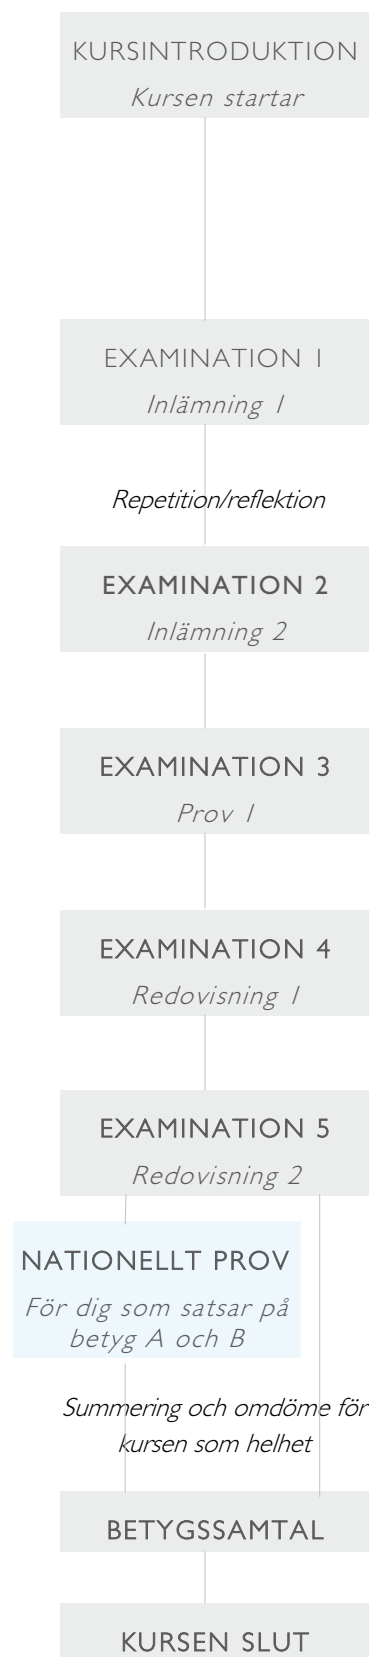 KURSINTRODUKTION
Kursen startar
EXAMINATION 1
Inlämning 1
Repetition/reflektion
EXAMINATION 2
Inlämning 2
EXAMINATION 3
Prov 1
EXAMINATION 4
Redovisning 1
EXAMINATION 5
Redovisning 2
NATIONELLT PROV
För dig som satsar på
betyg A och B
Summering och omdöme för
kursen som helhet
BETYGSSAMTAL
KURSEN SLUT